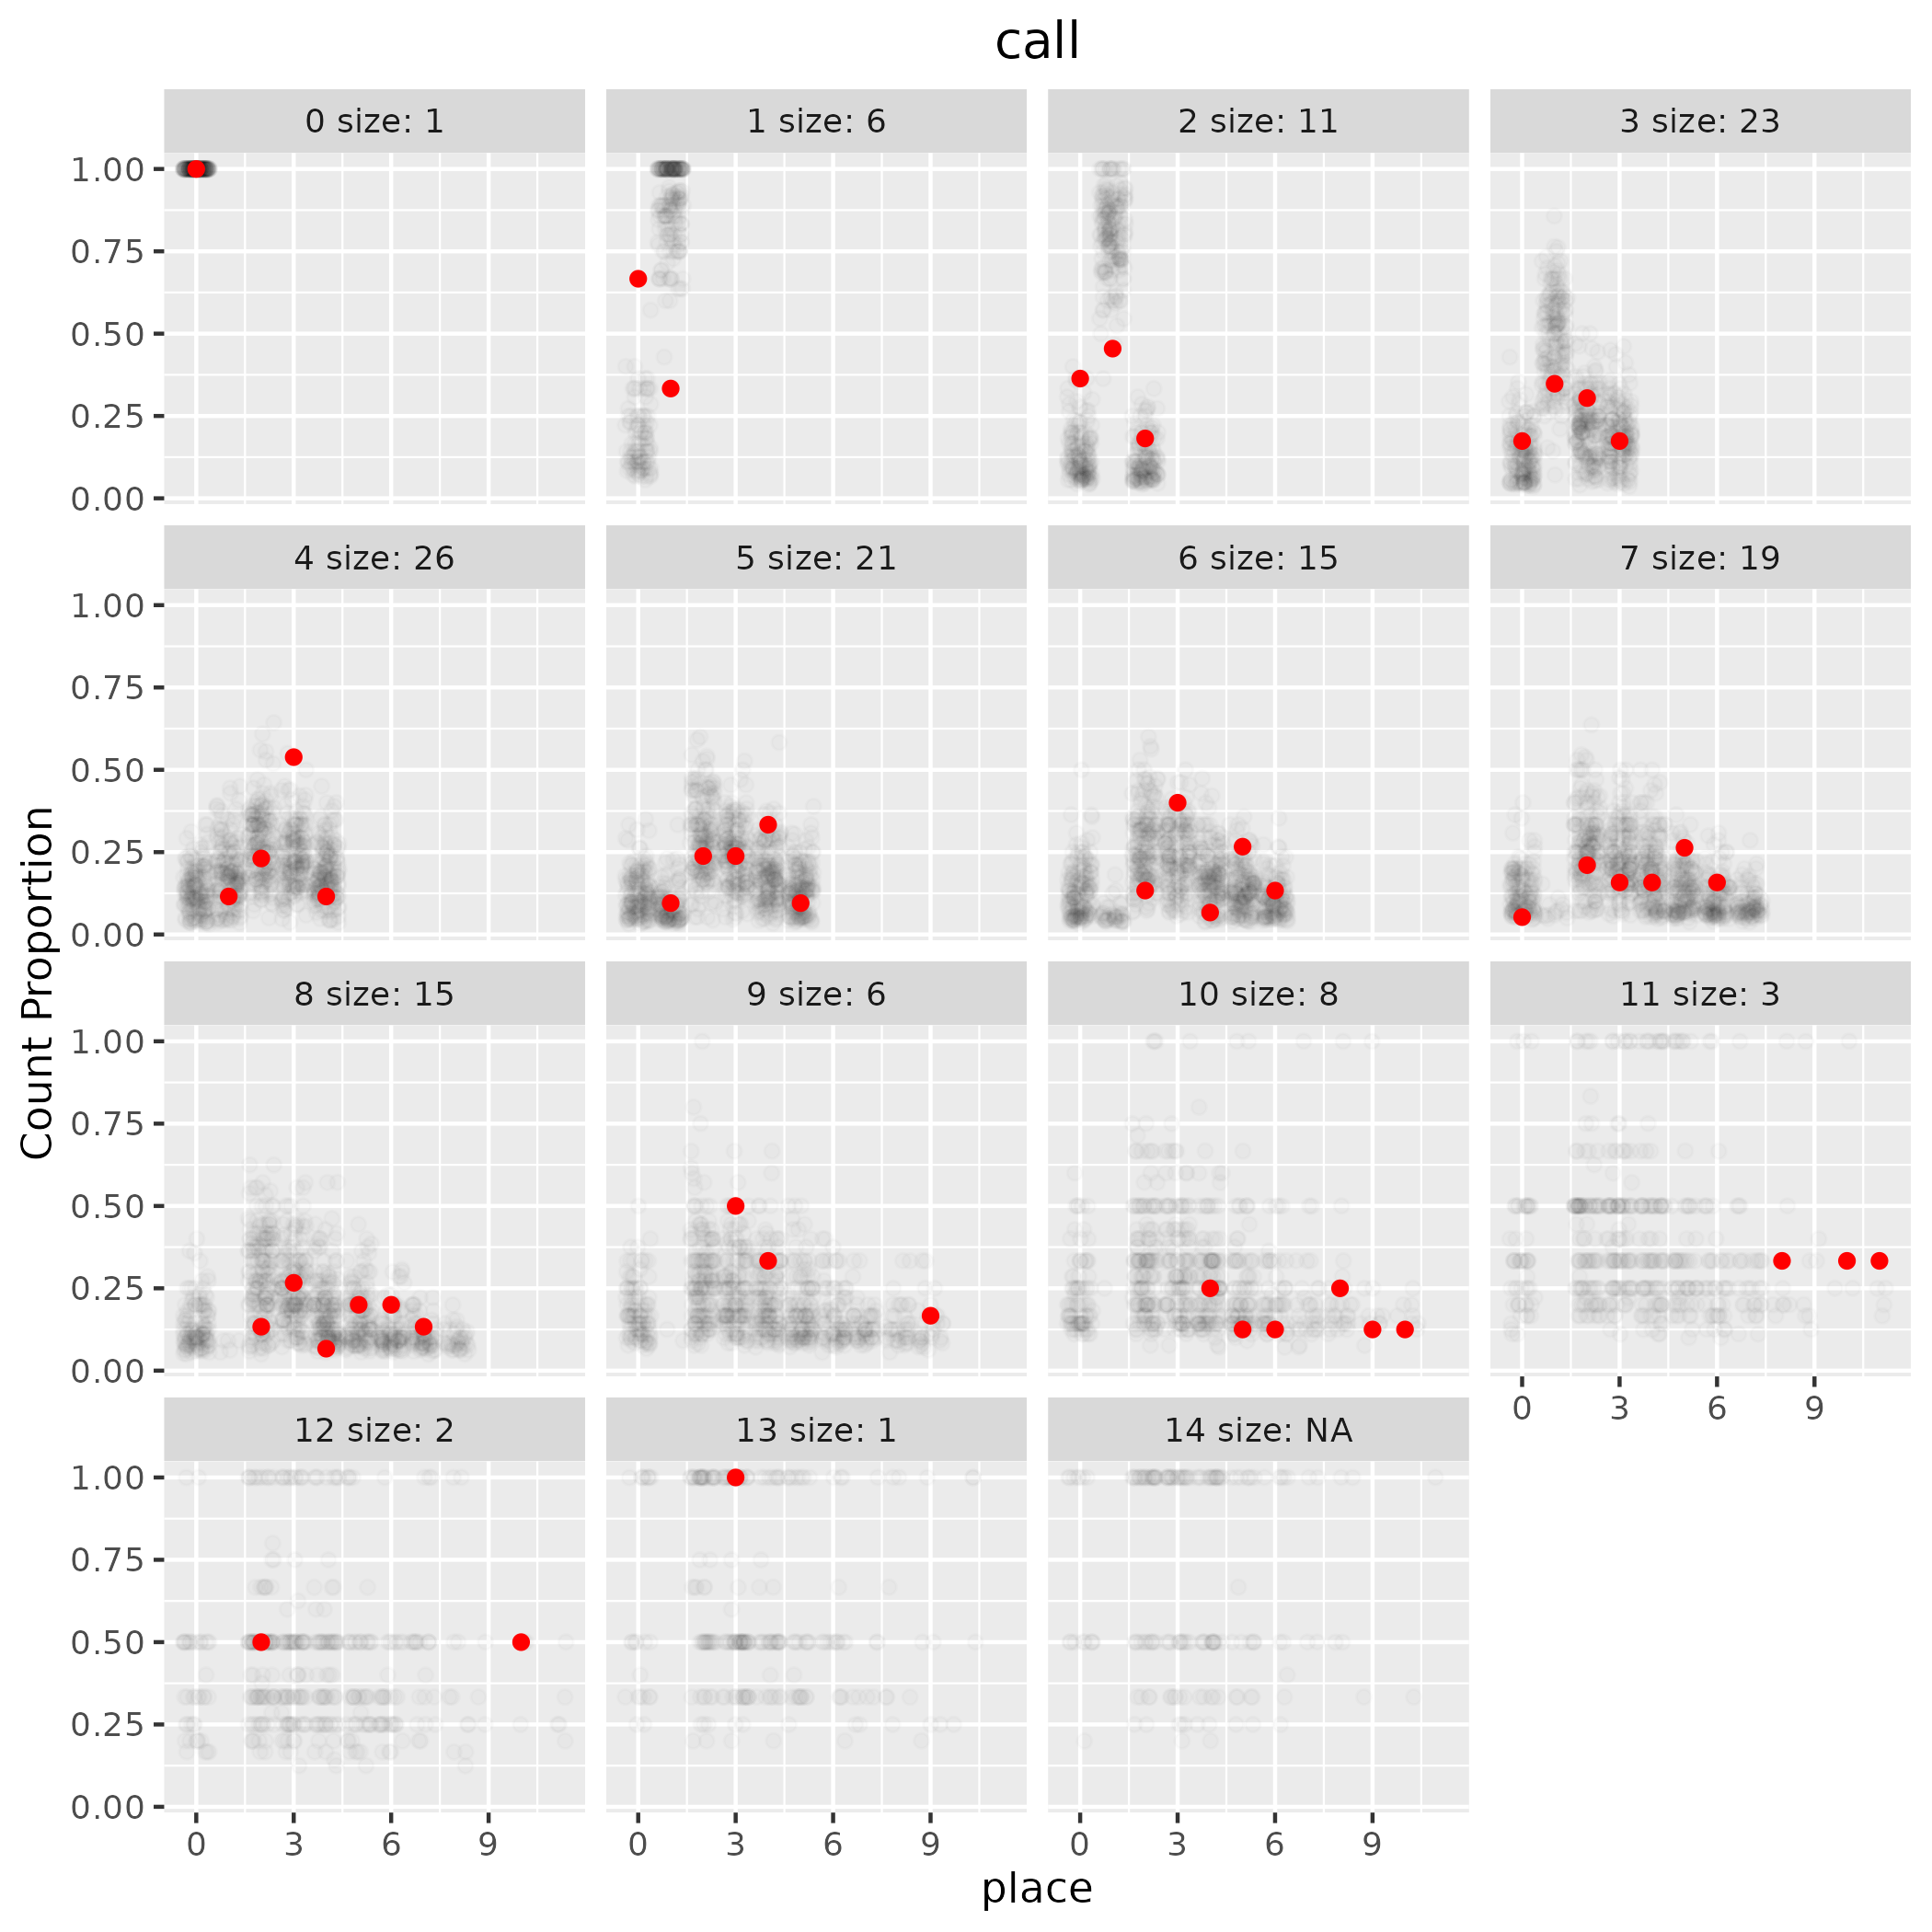 call
0 size: 1
1 size: 6
2 size: 11
3 size: 23
1.00
0.75
0.50
0.25
0.00
4 size: 26
5 size: 21
6 size: 15
7 size: 19
1.00
0.75
0.50
0.25
0.00
8 size: 15
9 size: 6
10 size: 8
11 size: 3
1.00
0.75
0.50
0.25
0.00
0 3 6 9
12 size: 2
13 size: 1
14 size: NA
1.00
0.75
0.50
0.25
0.00
0 3 6 9
0 3 6 9
0 3 6 9
place
Count Proportion